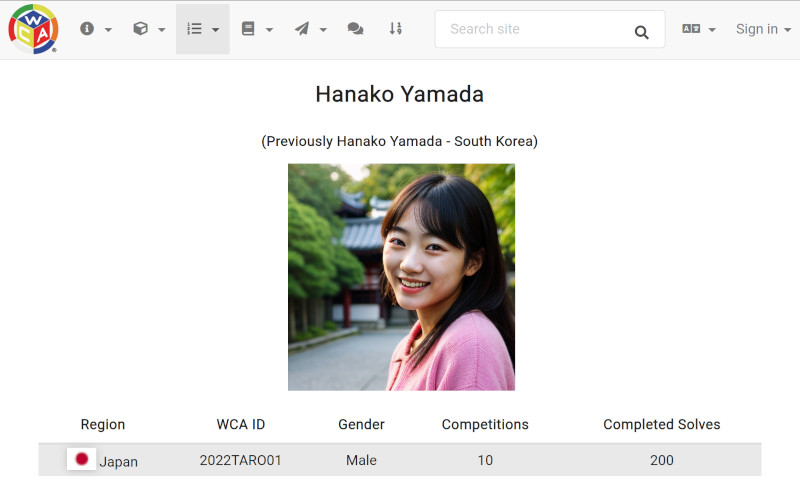 WCA
Search site
Sign in
Hanako Yamada
(Previously Hanako Yamada - South Korea)
Region WCA ID Gender Competitions Completed Solves
Japan 2022TARO01 Male 10 200